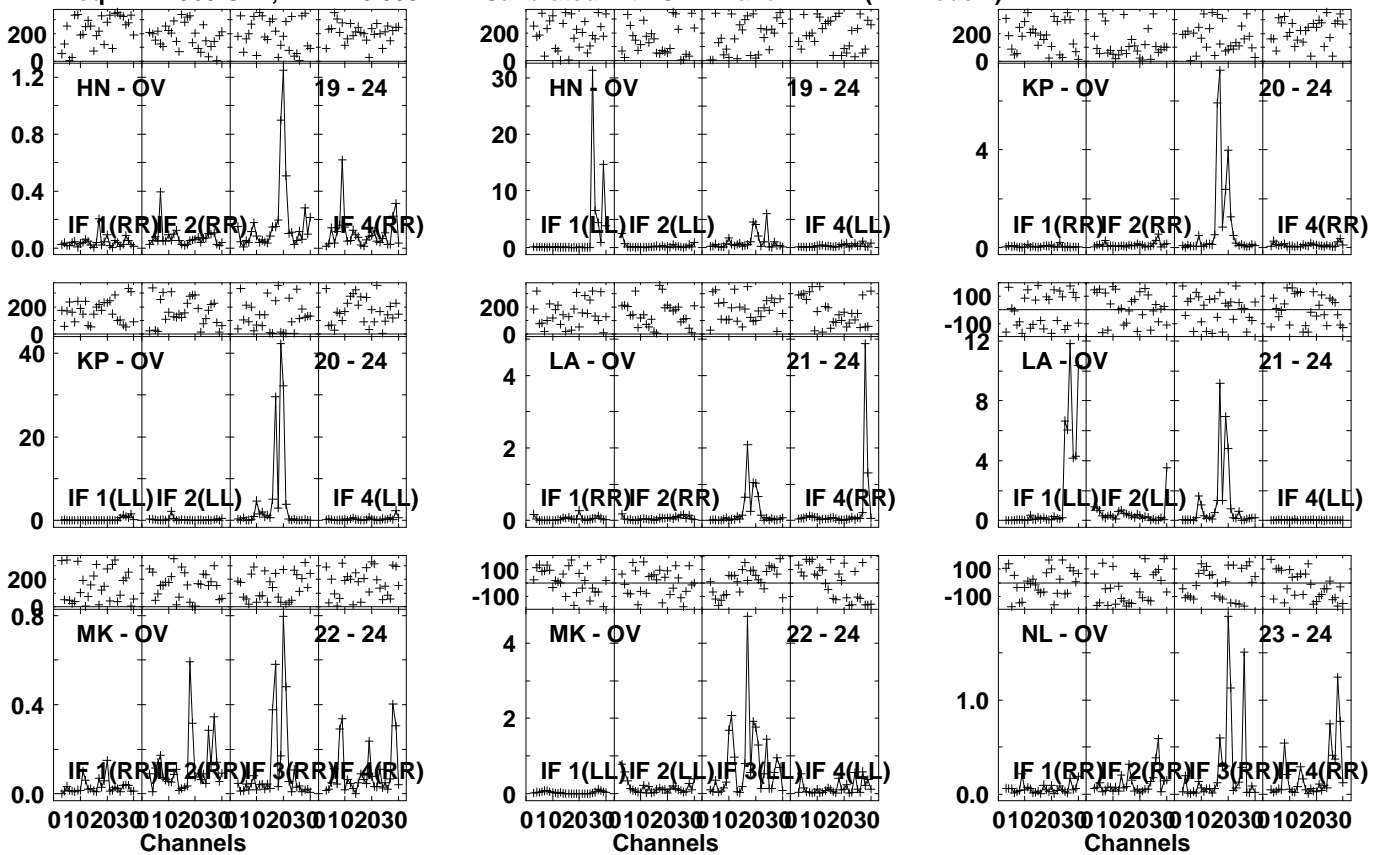 200
0
1.2
0.8
0.4
0.0
HN - OV
19 - 24
IF 1(RR)
IF 2(RR)
IF 4(RR)
200
0
30
20
10
0
HN - OV
19 - 24
IF 1(LL)
IF 2(LL)
IF 4(LL)
200
0
4
0
KP - OV
20 - 24
IF 1(RR)
IF 2(RR)
IF 4(RR)
200
0
40
20
0
KP - OV
20 - 24
IF 1(LL)
IF 2(LL)
IF 4(LL)
200
0
4
2
0
LA - OV
21 - 24
IF 1(RR)
IF 2(RR)
IF 4(RR)
100
-100
12
8
4
0
LA - OV
21 - 24
IF 1(LL)
IF 2(LL)
IF 4(LL)
200
0
0.8
0.4
0.0
MK - OV
22 - 24
IF 1(RR)
IF 2(RR)
IF 3(RR)
IF 4(RR)
100
-100
4
2
0
MK - OV
22 - 24
IF 1(LL)
IF 2(LL)
IF 3(LL)
IF 4(LL)
100
-100
1.0
0.0
NL - OV
23 - 24
IF 1(RR)
IF 2(RR)
IF 3(RR)
IF 4(RR)
Channels
Channels
Channels